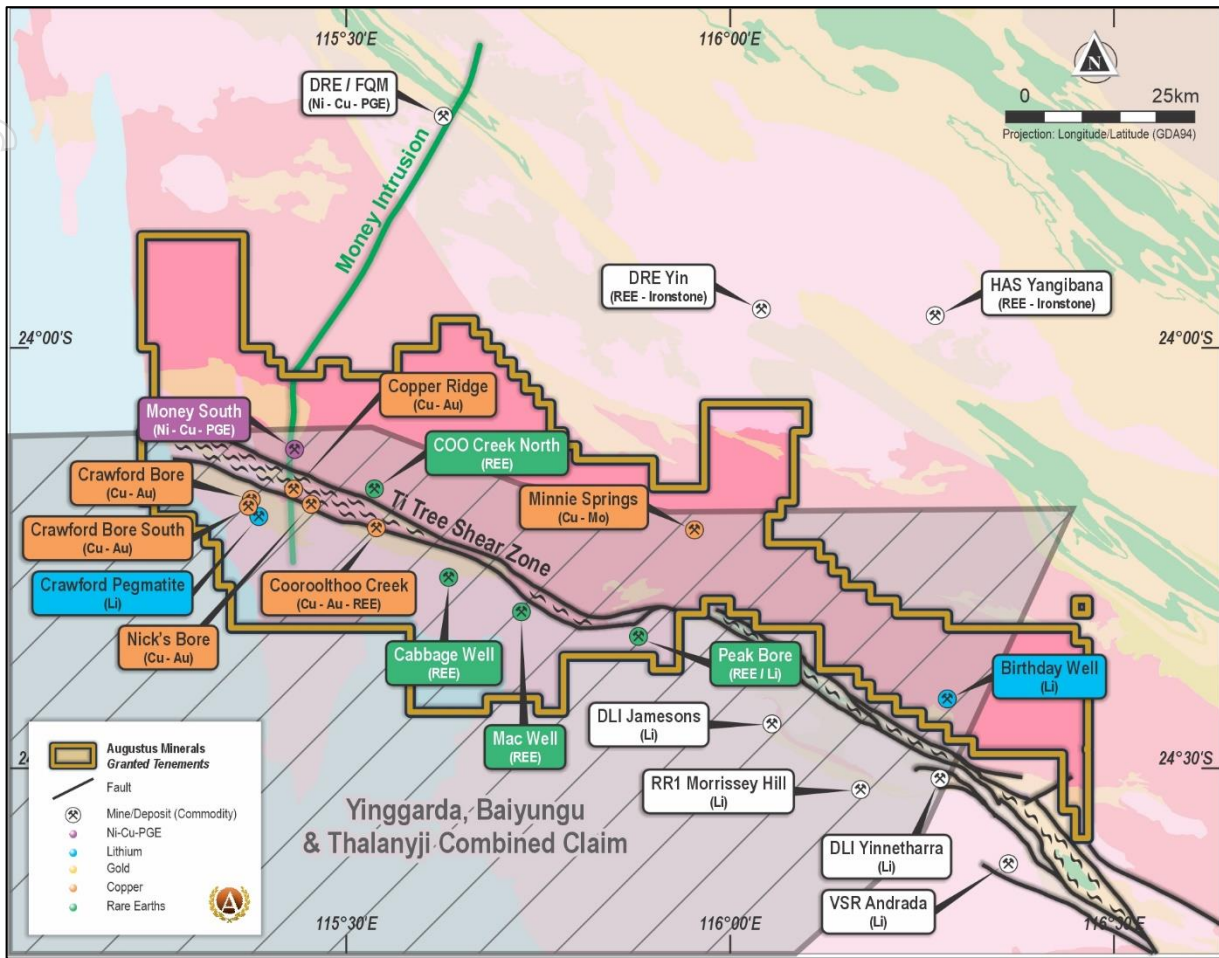 115°30'E
116°00'E
DRE / FQM
(Ni - Cu - PGE)
N
0 25km
Projection: Longitude/Latitude (GDA94)
Money Intrusion
DRE Yin
(REE - Ironstone)
HAS Yangibana
(REE - Ironstone)
24°00'S
24°00'S
Copper Ridge
(Cu - Au)
Money South
(Ni - Cu - PGE)
COO Creek North
(REE)
Crawford Bore
(Cu - Au)
Minnie Springs
(Cu - Mo)
Ti Tree Shear Zone
Crawford Bore South
(Cu - Au)
Crawford Pegmatite
(Li)
Cooroolthoo Creek
(Cu - Au - REE)
Nick's Bore
(Cu - Au)
Cabbage Well
(REE)
Peak Bore
(REE / Li)
Birthday Well
(Li)
DLI Jamesons
(Li)
Mac Well
(REE)
24°30'S
24°30'S
RR1 Morrissey Hill
(Li)
Yinggarda, Baiyungu
& Thalanyji Combined Claim
DLI Yinnetharra
(Li)
VSR Andrada
(Li)
Augustus Minerals
Granted Tenements
Fault
Mine/Deposit (Commodity)
Ni-Cu-PGE
Lithium
Gold
Copper
Rare Earths
A
115°30'E
116°00'E
116°30'E